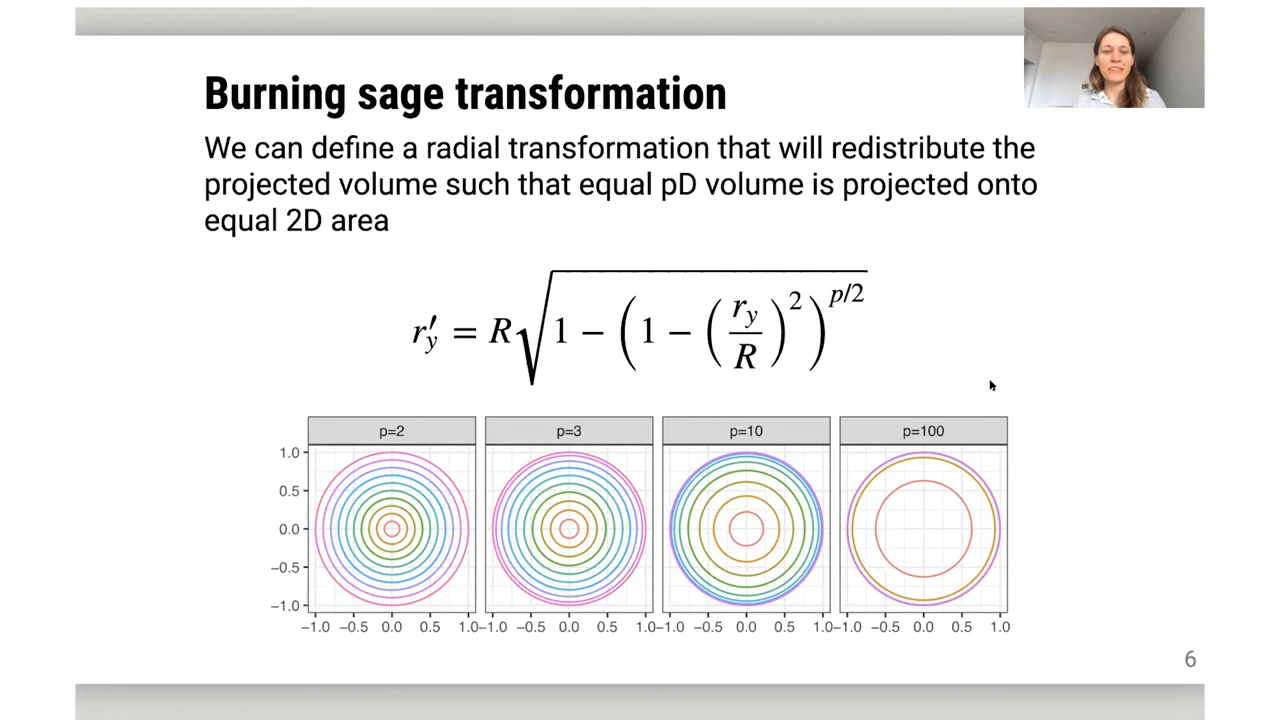 Burning sage transformation
We can define a radial transformation that will redistribute the
projected volume such that equal pD volume is projected onto
equal 2D area
r′y = R√(1 − (1 − (ry/R)²)^{p/2})
p=2 p=3 p=10 p=100
1.0
0.5
0.0
−0.5
−1.0
−1.0 −0.5 0.0 0.5 1.0 −1.0 −0.5 0.0 0.5 1.0 −1.0 −0.5 0.0 0.5 1.0 −1.0 −0.5 0.0 0.5 1.0
6